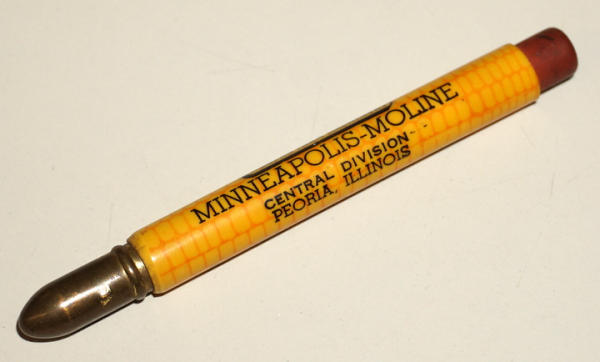 MINNEAPOLIS-MOLINE
CENTRAL DIVISION
PEORIA, ILLINOIS